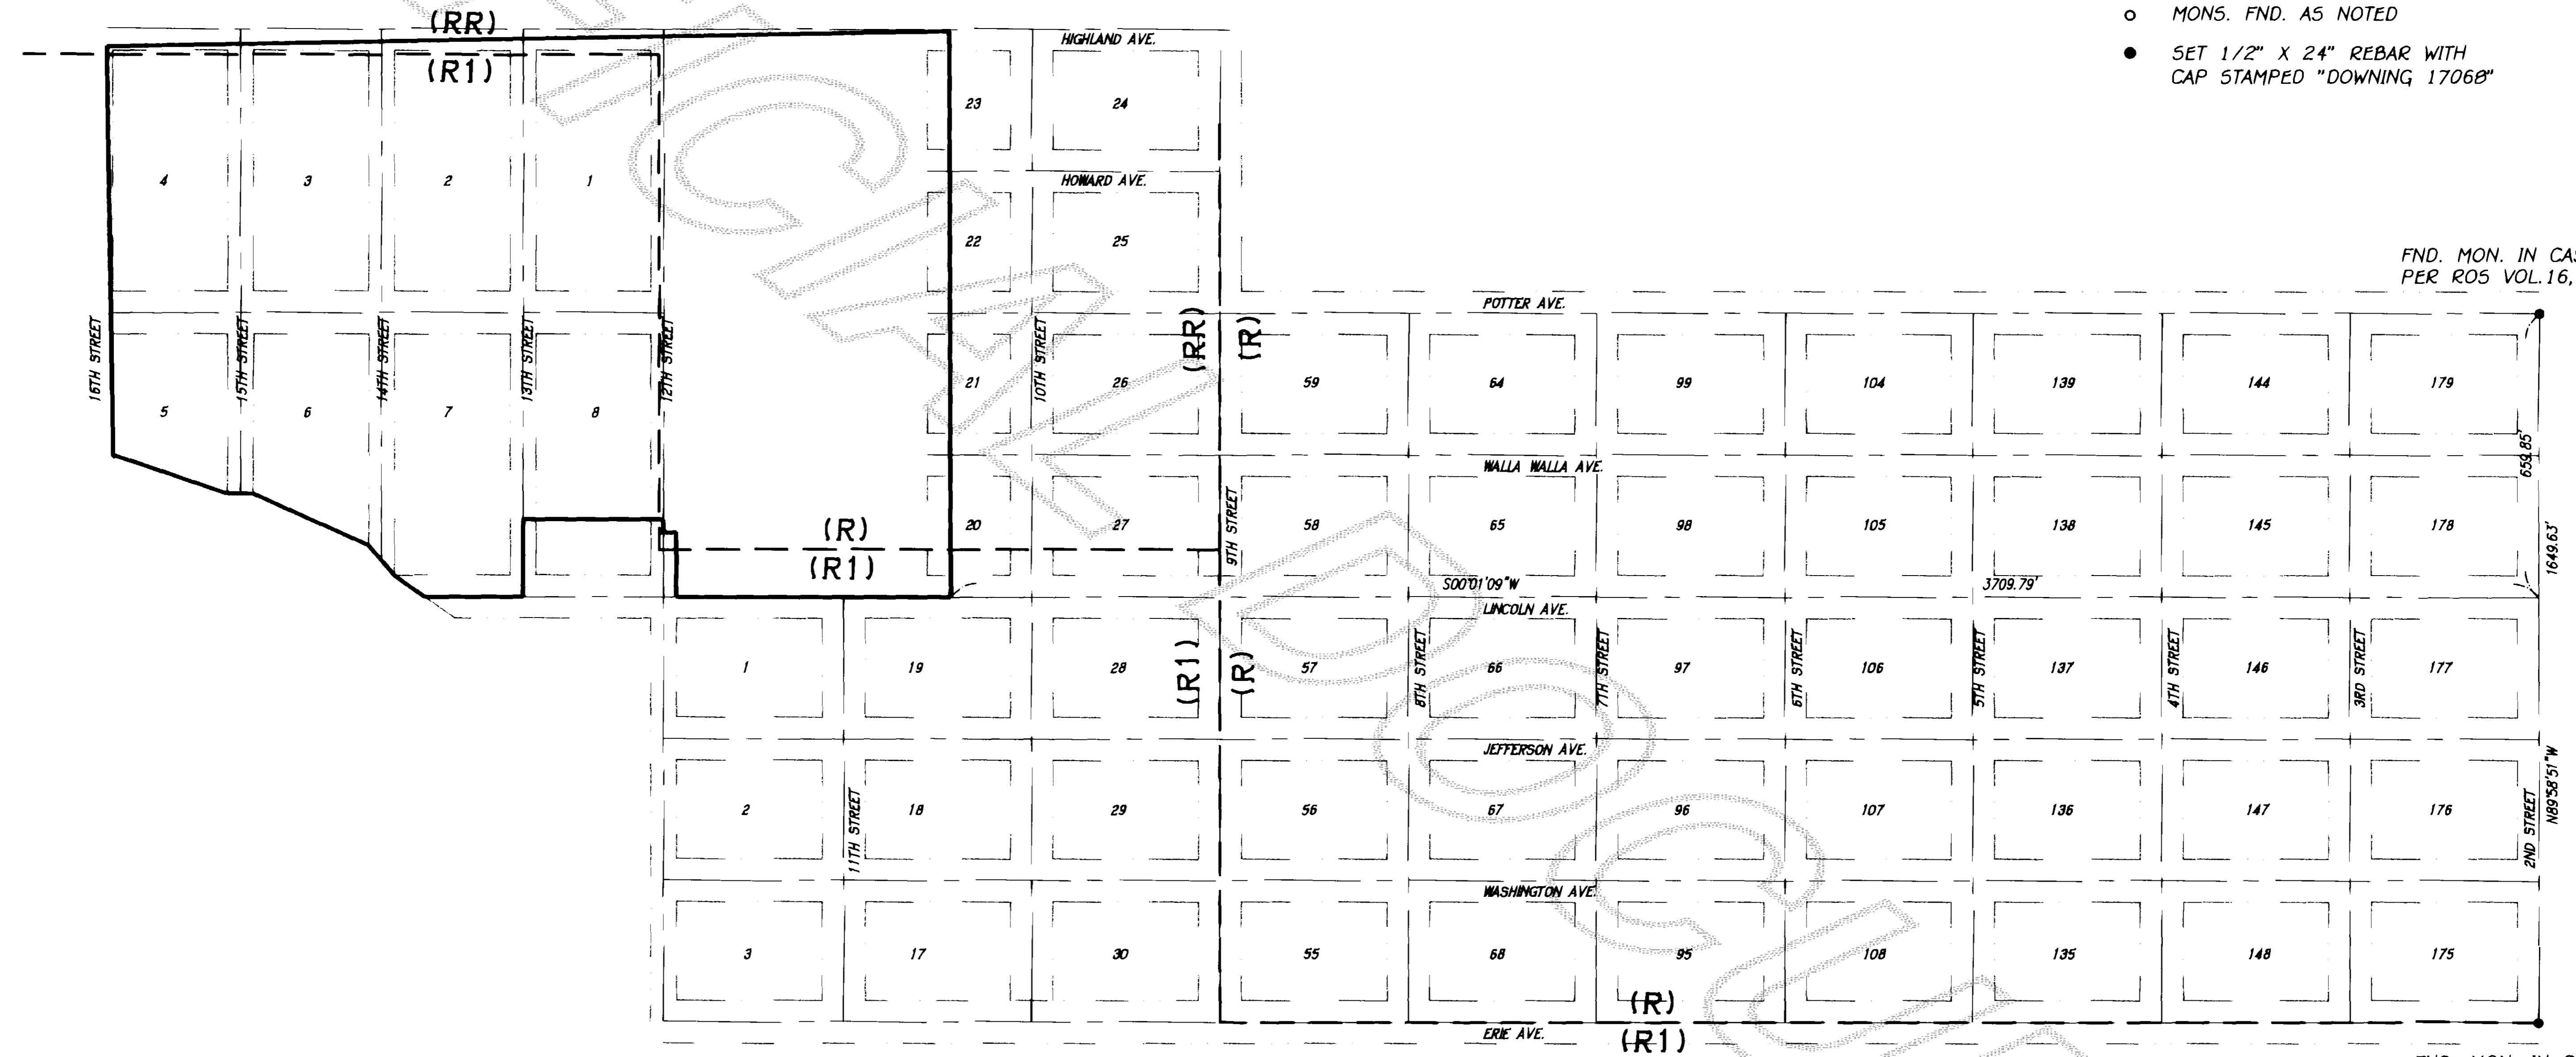 MONS. FND. AS NOTED
SET 1/2" X 24" REBAR WITH
CAP STAMPED "DOWNING 17068"
(RR)
(R1)
HIGHLAND AVE.
23
24
4
3
2
1
HOWARD AVE.
22
25
FND. MON. IN CAS
PER ROS VOL.16,
POTTER AVE.
16TH STREET
15TH STREET
14TH STREET
13TH STREET
12TH STREET
10TH STREET
(RR)
(R)
5
6
7
8
21
26
59
64
99
104
139
144
179
659.85'
WALLA WALLA AVE.
9TH STREET
20
27
58
65
98
105
138
145
178
1649.63'
(R)
(R1)
S00°01'09"W
3709.79'
LINCOLN AVE.
1
19
28
(R1)
(R)
57
8TH STREET
66
7TH STREET
97
6TH STREET
106
5TH STREET
137
4TH STREET
146
3RD STREET
177
JEFFERSON AVE.
2
11TH STREET
18
29
56
67
96
107
136
147
176
2ND STREET
N89°58'51"W
WASHINGTON AVE.
3
17
30
55
68
95
108
135
148
175
(R)
(R1)
ERIE AVE.